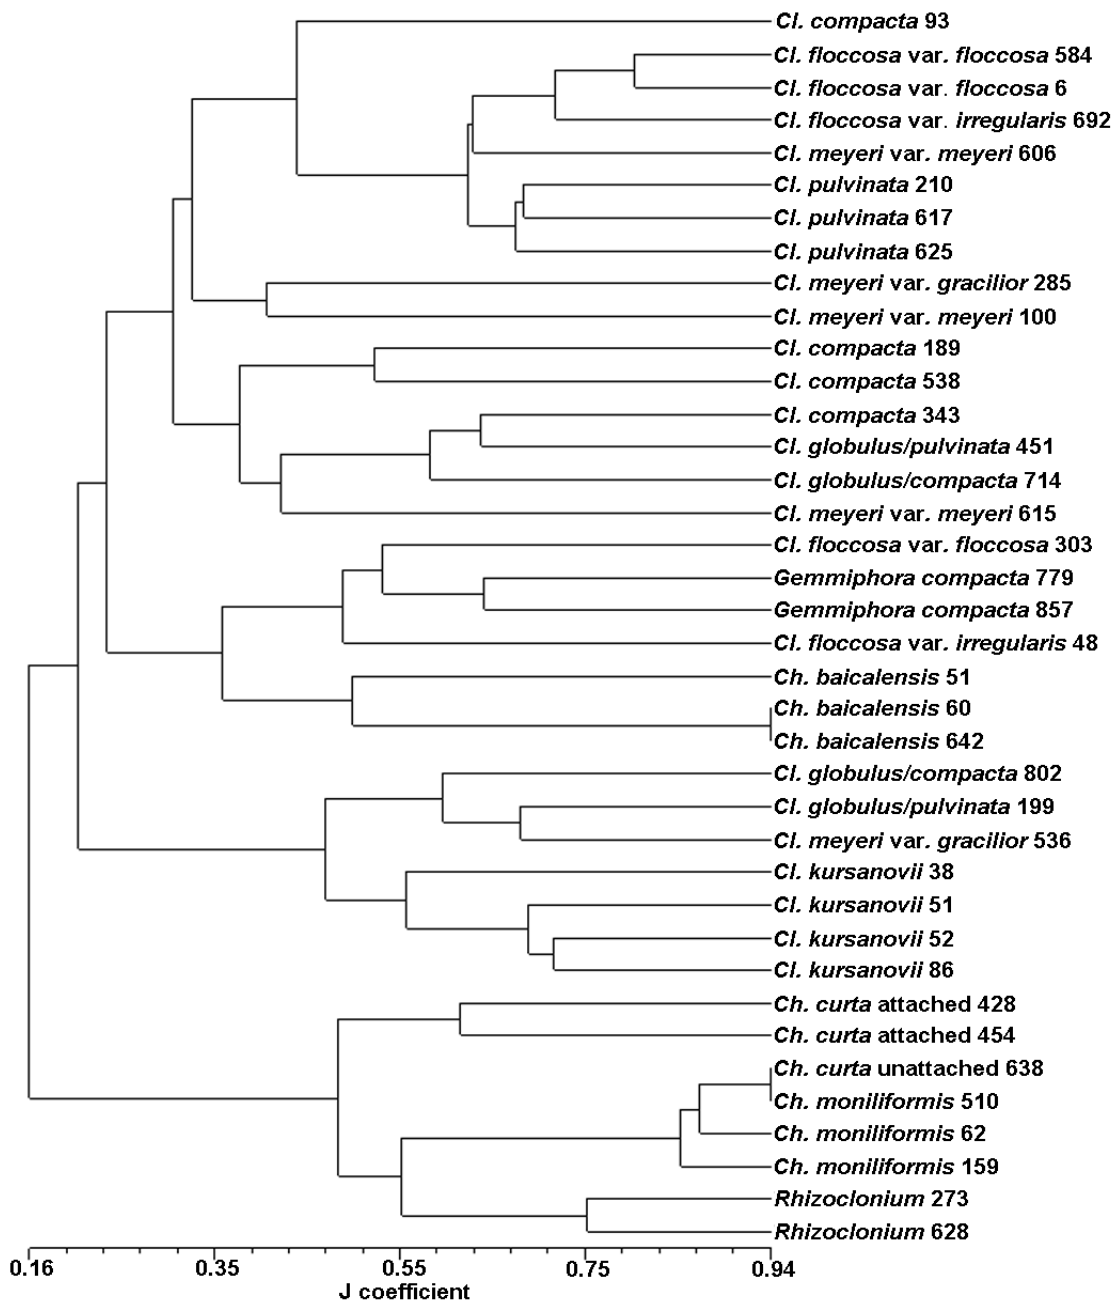 Cl. compacta 93
Cl. floccosa var. floccosa 584
Cl. floccosa var. floccosa 6
Cl. floccosa var. irregularis 692
Cl. meyeri var. meyeri 606
Cl. pulvinata 210
Cl. pulvinata 617
Cl. pulvinata 625
Cl. meyeri var. gracilior 285
Cl. meyeri var. meyeri 100
Cl. compacta 189
Cl. compacta 538
Cl. compacta 343
Cl. globulus/pulvinata 451
Cl. globulus/compacta 714
Cl. meyeri var. meyeri 615
Cl. floccosa var. floccosa 303
Gemmiphora compacta 779
Gemmiphora compacta 857
Cl. floccosa var. irregularis 48
Ch. baicalensis 51
Ch. baicalensis 60
Ch. baicalensis 642
Cl. globulus/compacta 802
Cl. globulus/pulvinata 199
Cl. meyeri var. gracilior 536
Cl. kursanovii 38
Cl. kursanovii 51
Cl. kursanovii 52
Cl. kursanovii 86
Ch. curta attached 428
Ch. curta attached 454
Ch. curta unattached 638
Ch. moniliformis 510
Ch. moniliformis 62
Ch. moniliformis 159
Rhizoclonium 273
Rhizoclonium 628
0.16 0.35 0.55 0.75 0.94
J coefficient